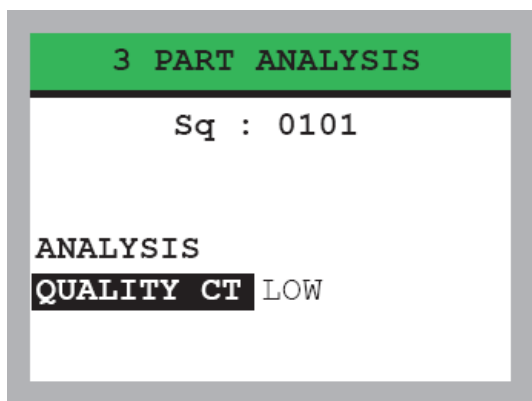 3 PART ANALYSIS
Sq : 0101
ANALYSIS
QUALITY CT LOW